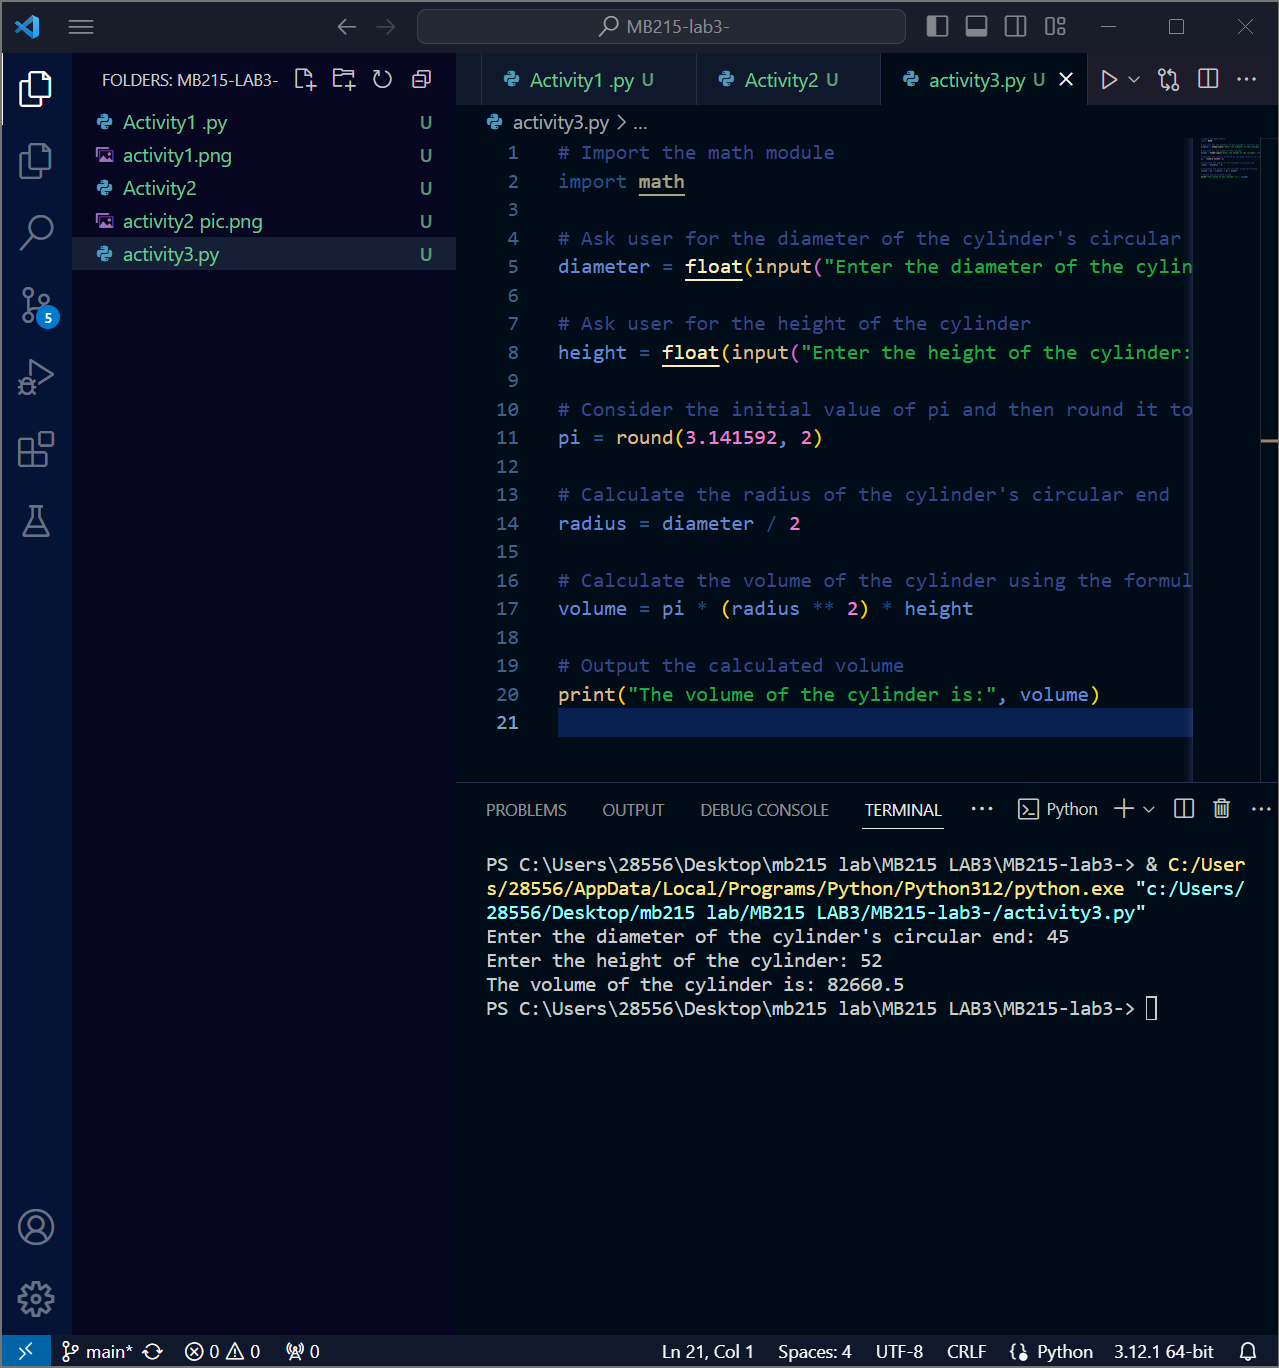 MB215-lab3-
FOLDERS: MB215-LAB3-
Activity1 .py U
activity1.png U
Activity2 U
activity2 pic.png U
activity3.py U
5
Activity1 .py U
Activity2 U
activity3.py U
activity3.py > ...
1 # Import the math module
2 import math
3
4 # Ask user for the diameter of the cylinder's circular
5 diameter = float(input("Enter the diameter of the cylin
6
7 # Ask user for the height of the cylinder
8 height = float(input("Enter the height of the cylinder:
9
10 # Consider the initial value of pi and then round it to
11 pi = round(3.141592, 2)
12
13 # Calculate the radius of the cylinder's circular end
14 radius = diameter / 2
15
16 # Calculate the volume of the cylinder using the formul
17 volume = pi * (radius ** 2) * height
18
19 # Output the calculated volume
20 print("The volume of the cylinder is:", volume)
21
PROBLEMS OUTPUT DEBUG CONSOLE TERMINAL ... Python
PS C:\Users\28556\Desktop\mb215 lab\MB215 LAB3\MB215-lab3-> & C:/User
s/28556/AppData/Local/Programs/Python/Python312/python.exe "c:/Users/
28556/Desktop/mb215 lab/MB215 LAB3/MB215-lab3-/activity3.py"
Enter the diameter of the cylinder's circular end: 45
Enter the height of the cylinder: 52
The volume of the cylinder is: 82660.5
PS C:\Users\28556\Desktop\mb215 lab\MB215 LAB3\MB215-lab3->
main* 0 0 0 Ln 21, Col 1 Spaces: 4 UTF-8 CRLF Python 3.12.1 64-bit